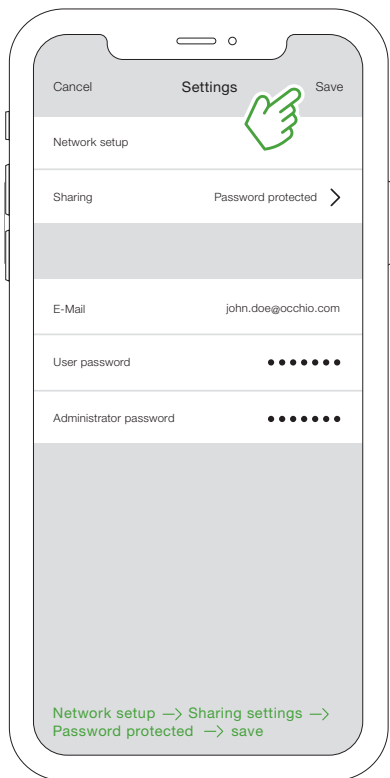 Cancel Settings Save
Network setup
Sharing Password protected
E-Mail john.doe@occhio.com
User password •••••••
Administrator password •••••••
Network setup —> Sharing settings —>
Password protected —> save